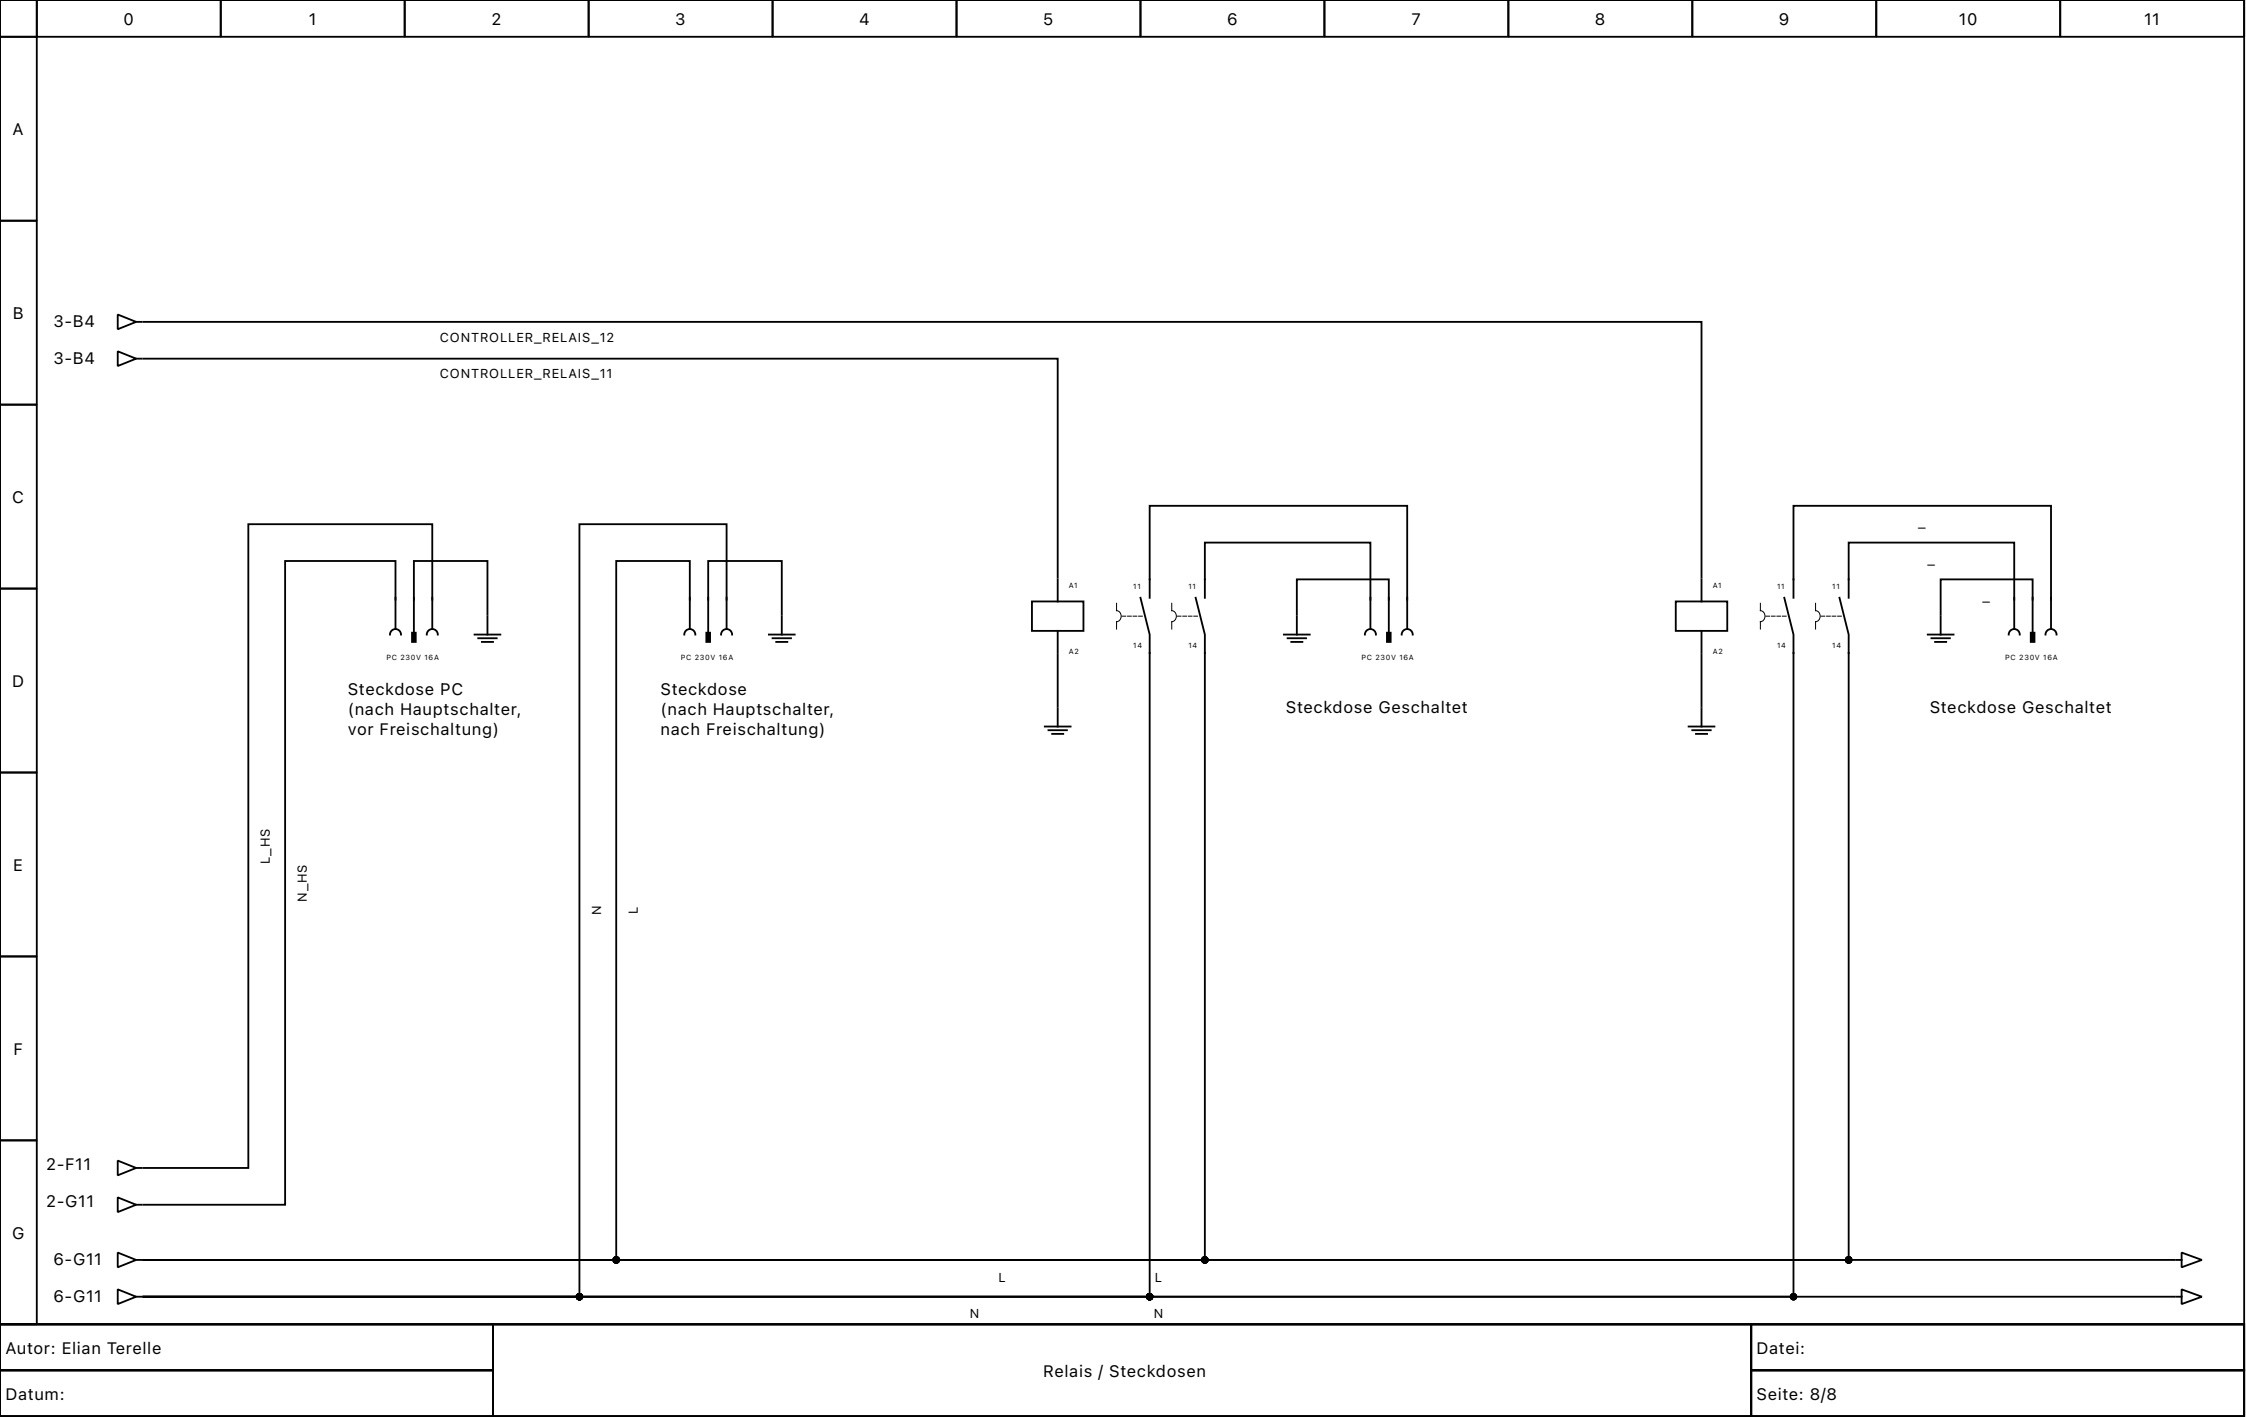 0 1 2 3 4 5 6 7 8 9 10 11
A
B
3-B4
CONTROLLER_RELAIS_12
3-B4
CONTROLLER_RELAIS_11
C
A1 11 11 A1 11 11
A2 14 14 A2 14 14
PC 230V 16A PC 230V 16A PC 230V 16A PC 230V 16A
D
Steckdose PC
(nach Hauptschalter,
vor Freischaltung)
Steckdose
(nach Hauptschalter,
nach Freischaltung)
Steckdose Geschaltet
Steckdose Geschaltet
L_HS
N_HS
N
L
E
F
2-F11
2-G11
G
6-G11
L L
6-G11
N N
Autor: Elian Terelle
Datum:
Relais / Steckdosen
Datei:
Seite: 8/8